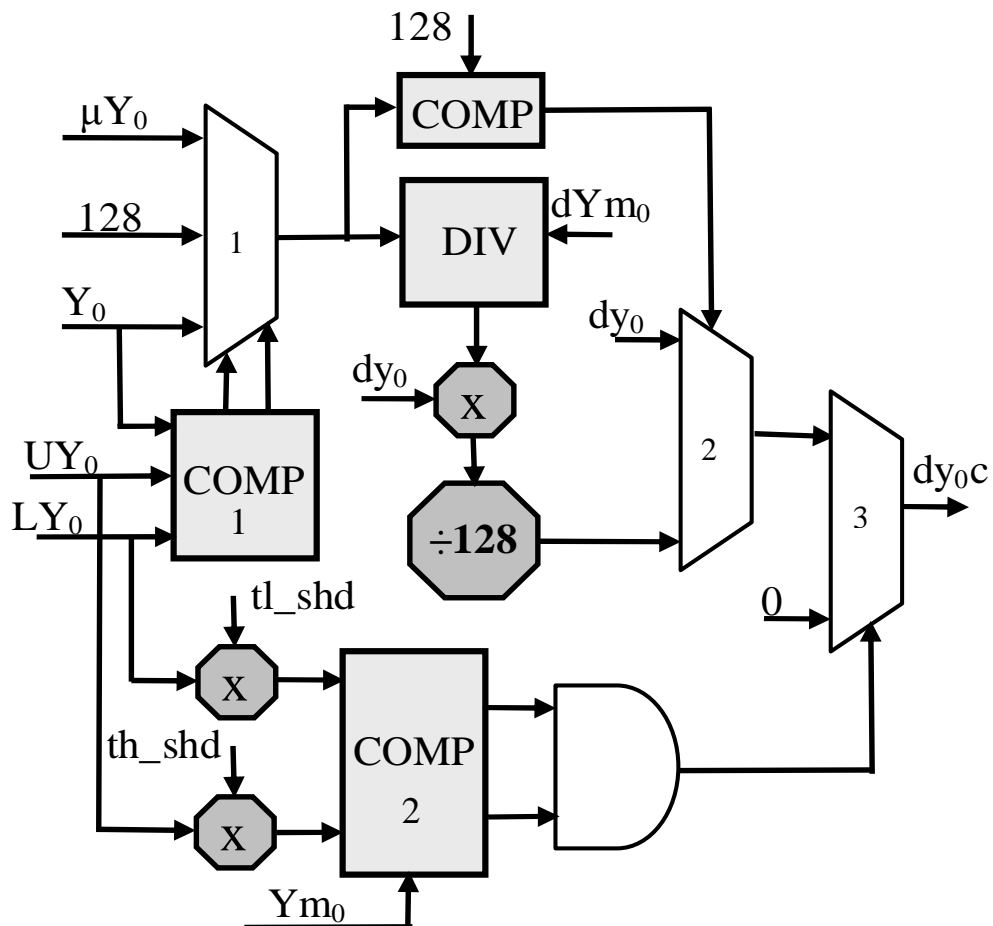 128
μY₀
COMP
128
1
dYm₀
DIV
Y₀
dy₀
dy₀
x
2
UY₀
COMP
1
LY₀
÷128
3
dy₀c
tl_shd
0
x
th_shd
COMP
2
x
Ym₀